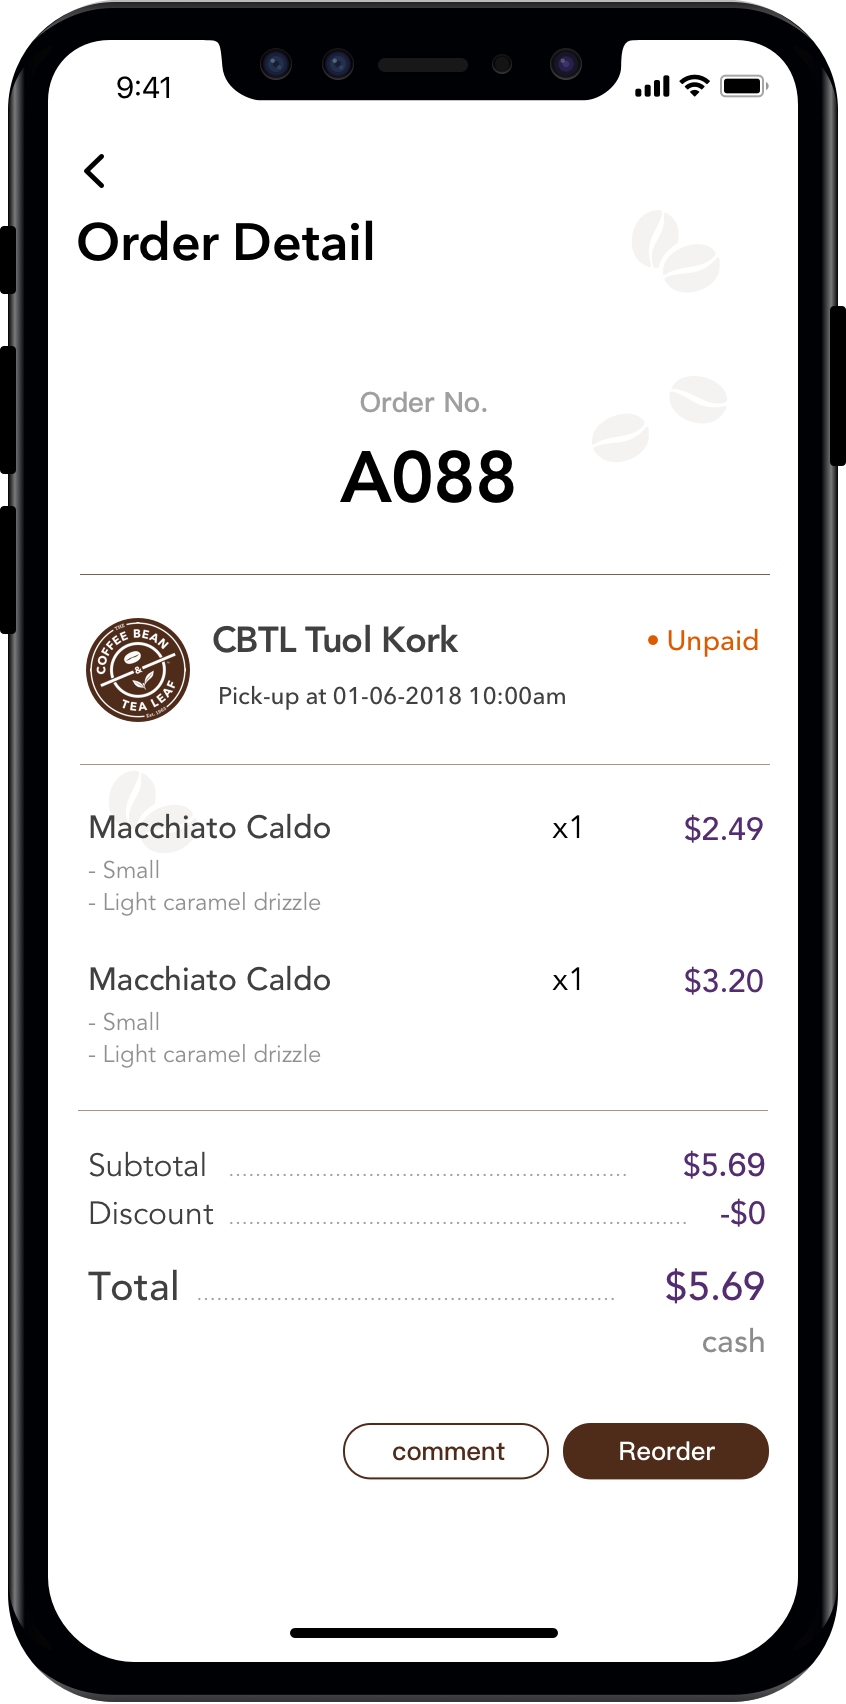 9:41
Order Detail
Order No.
A088
THE
COFFEE BEAN
&
TEA LEAF
Est. 1963
CBTL Tuol Kork
• Unpaid
Pick-up at 01-06-2018 10:00am
Macchiato Caldo x1 $2.49
- Small
- Light caramel drizzle
Macchiato Caldo x1 $3.20
- Small
- Light caramel drizzle
Subtotal $5.69
Discount -$0
Total $5.69
cash
comment Reorder